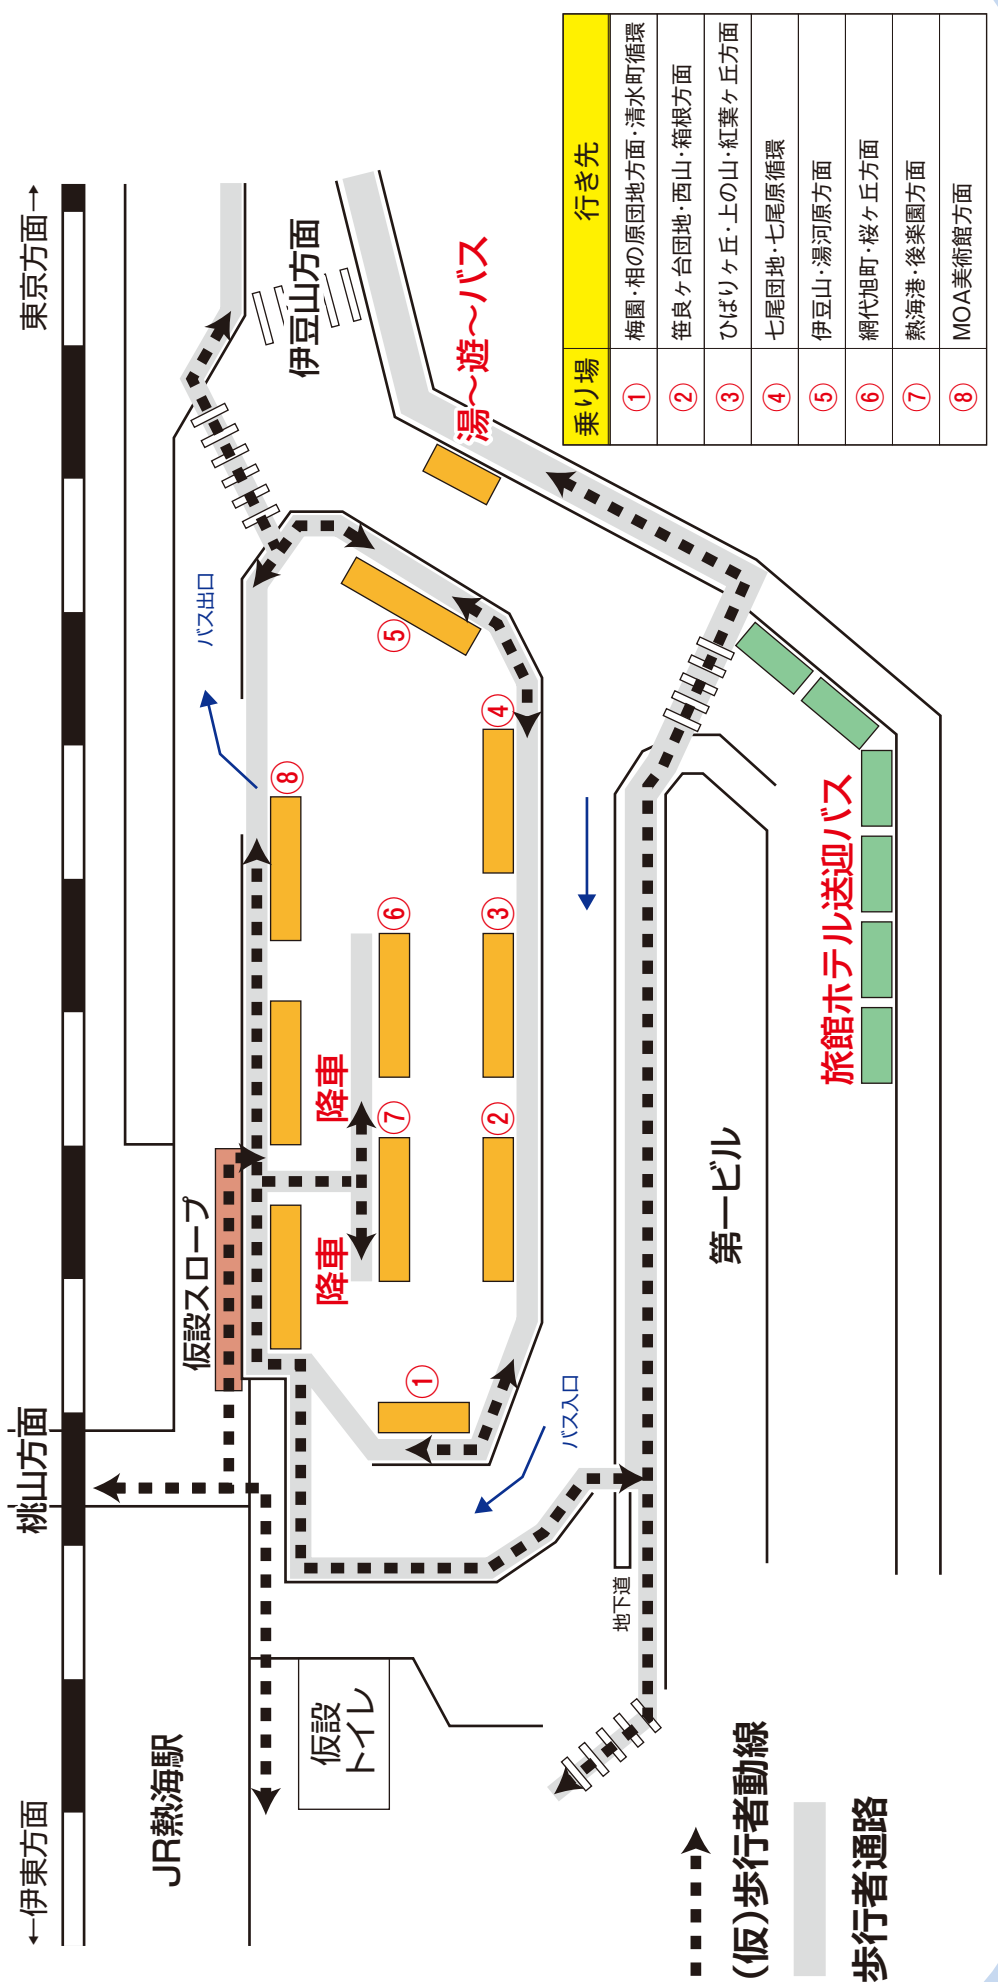 ←伊東方面
東京方面→
桃山方面
JR熱海駅
仮設スロープ
バス出口
伊豆山方面
湯〜遊〜バス
仮設
トイレ
降車
降車
①
②
③
④
⑤
⑥
⑦
⑧
バス入口
地下道
第一ビル
旅館ホテル送迎バス
(仮)歩行者動線
歩行者通路
乗り場 行き先
① 梅園・相の原団地方面・清水町循環
② 笹良ヶ台団地・西山・箱根方面
③ ひばりヶ丘・上の山・紅葉ヶ丘方面
④ 七尾団地・七尾原循環
⑤ 伊豆山・湯河原方面
⑥ 網代旭町・桜ヶ丘方面
⑦ 熱海港・後楽園方面
⑧ MOA美術館方面